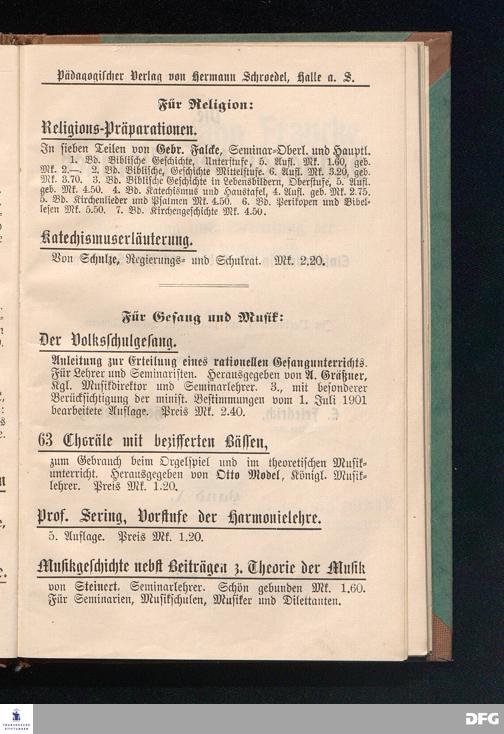 Pädagogischer Verlag von Hermann Schroedel, Halle a. S.
Für Religion:
Religions-Präparationen.
In sieben Teilen von Gebr. Falcke, Seminar-Oberl. und Hauptl.
1. Bd. Biblische Geschichte, Unterstufe, 5. Aufl. Mk. 1.60, geb.
Mk. 2.—. 2. Bd. Biblische, Geschichte Mittelstufe. 6. Aufl. Mk. 3.20, geb.
Mk. 3.70. 3. Bd. Biblische Geschichte in Lebensbildern, Oberstufe, 5. Aufl.
geb. Mk. 4.50. 4. Bd. Katechismus und Haustafel, 4. Aufl. geb. Mk. 2.75.
5. Bd. Kirchenlieder und Psalmen Mk. 4.50. 6. Bd. Perikopen und Bibel-
lesen Mk. 5.50. 7. Bd. Kirchengeschichte Mk. 4.50.
Katechismuserläuterung.
Von Schulze, Regierungs- und Schulrat. Mk. 2.20.
Für Gesang und Musik:
Der Volksschulgesang.
Anleitung zur Erteilung eines rationellen Gesangunterrichts.
Für Lehrer und Seminaristen. Herausgegeben von A. Gräßner,
Kgl. Musikdirektor und Seminarlehrer. 3., mit besonderer
Berücksichtigung der minist. Bestimmungen vom 1. Juli 1901
bearbeitete Auflage. Preis Mk. 2.40.
63 Choräle mit bezifferten Bässen,
zum Gebrauch beim Orgelspiel und im theoretischen Musik-
unterricht. Herausgegeben von Otto Model, Königl. Musik-
lehrer. Preis Mk. 1.20.
Prof. Sering, Vorstufe der Harmonielehre.
5. Auflage. Preis Mk. 1.20.
Musikgeschichte nebst Beiträgen z. Theorie der Musik
von Steinert, Seminarlehrer. Schön gebunden Mk. 1.60.
Für Seminarien, Musikschulen, Musiker und Dilettanten.
FRANCKESCHE
STIFTUNGEN
DFG